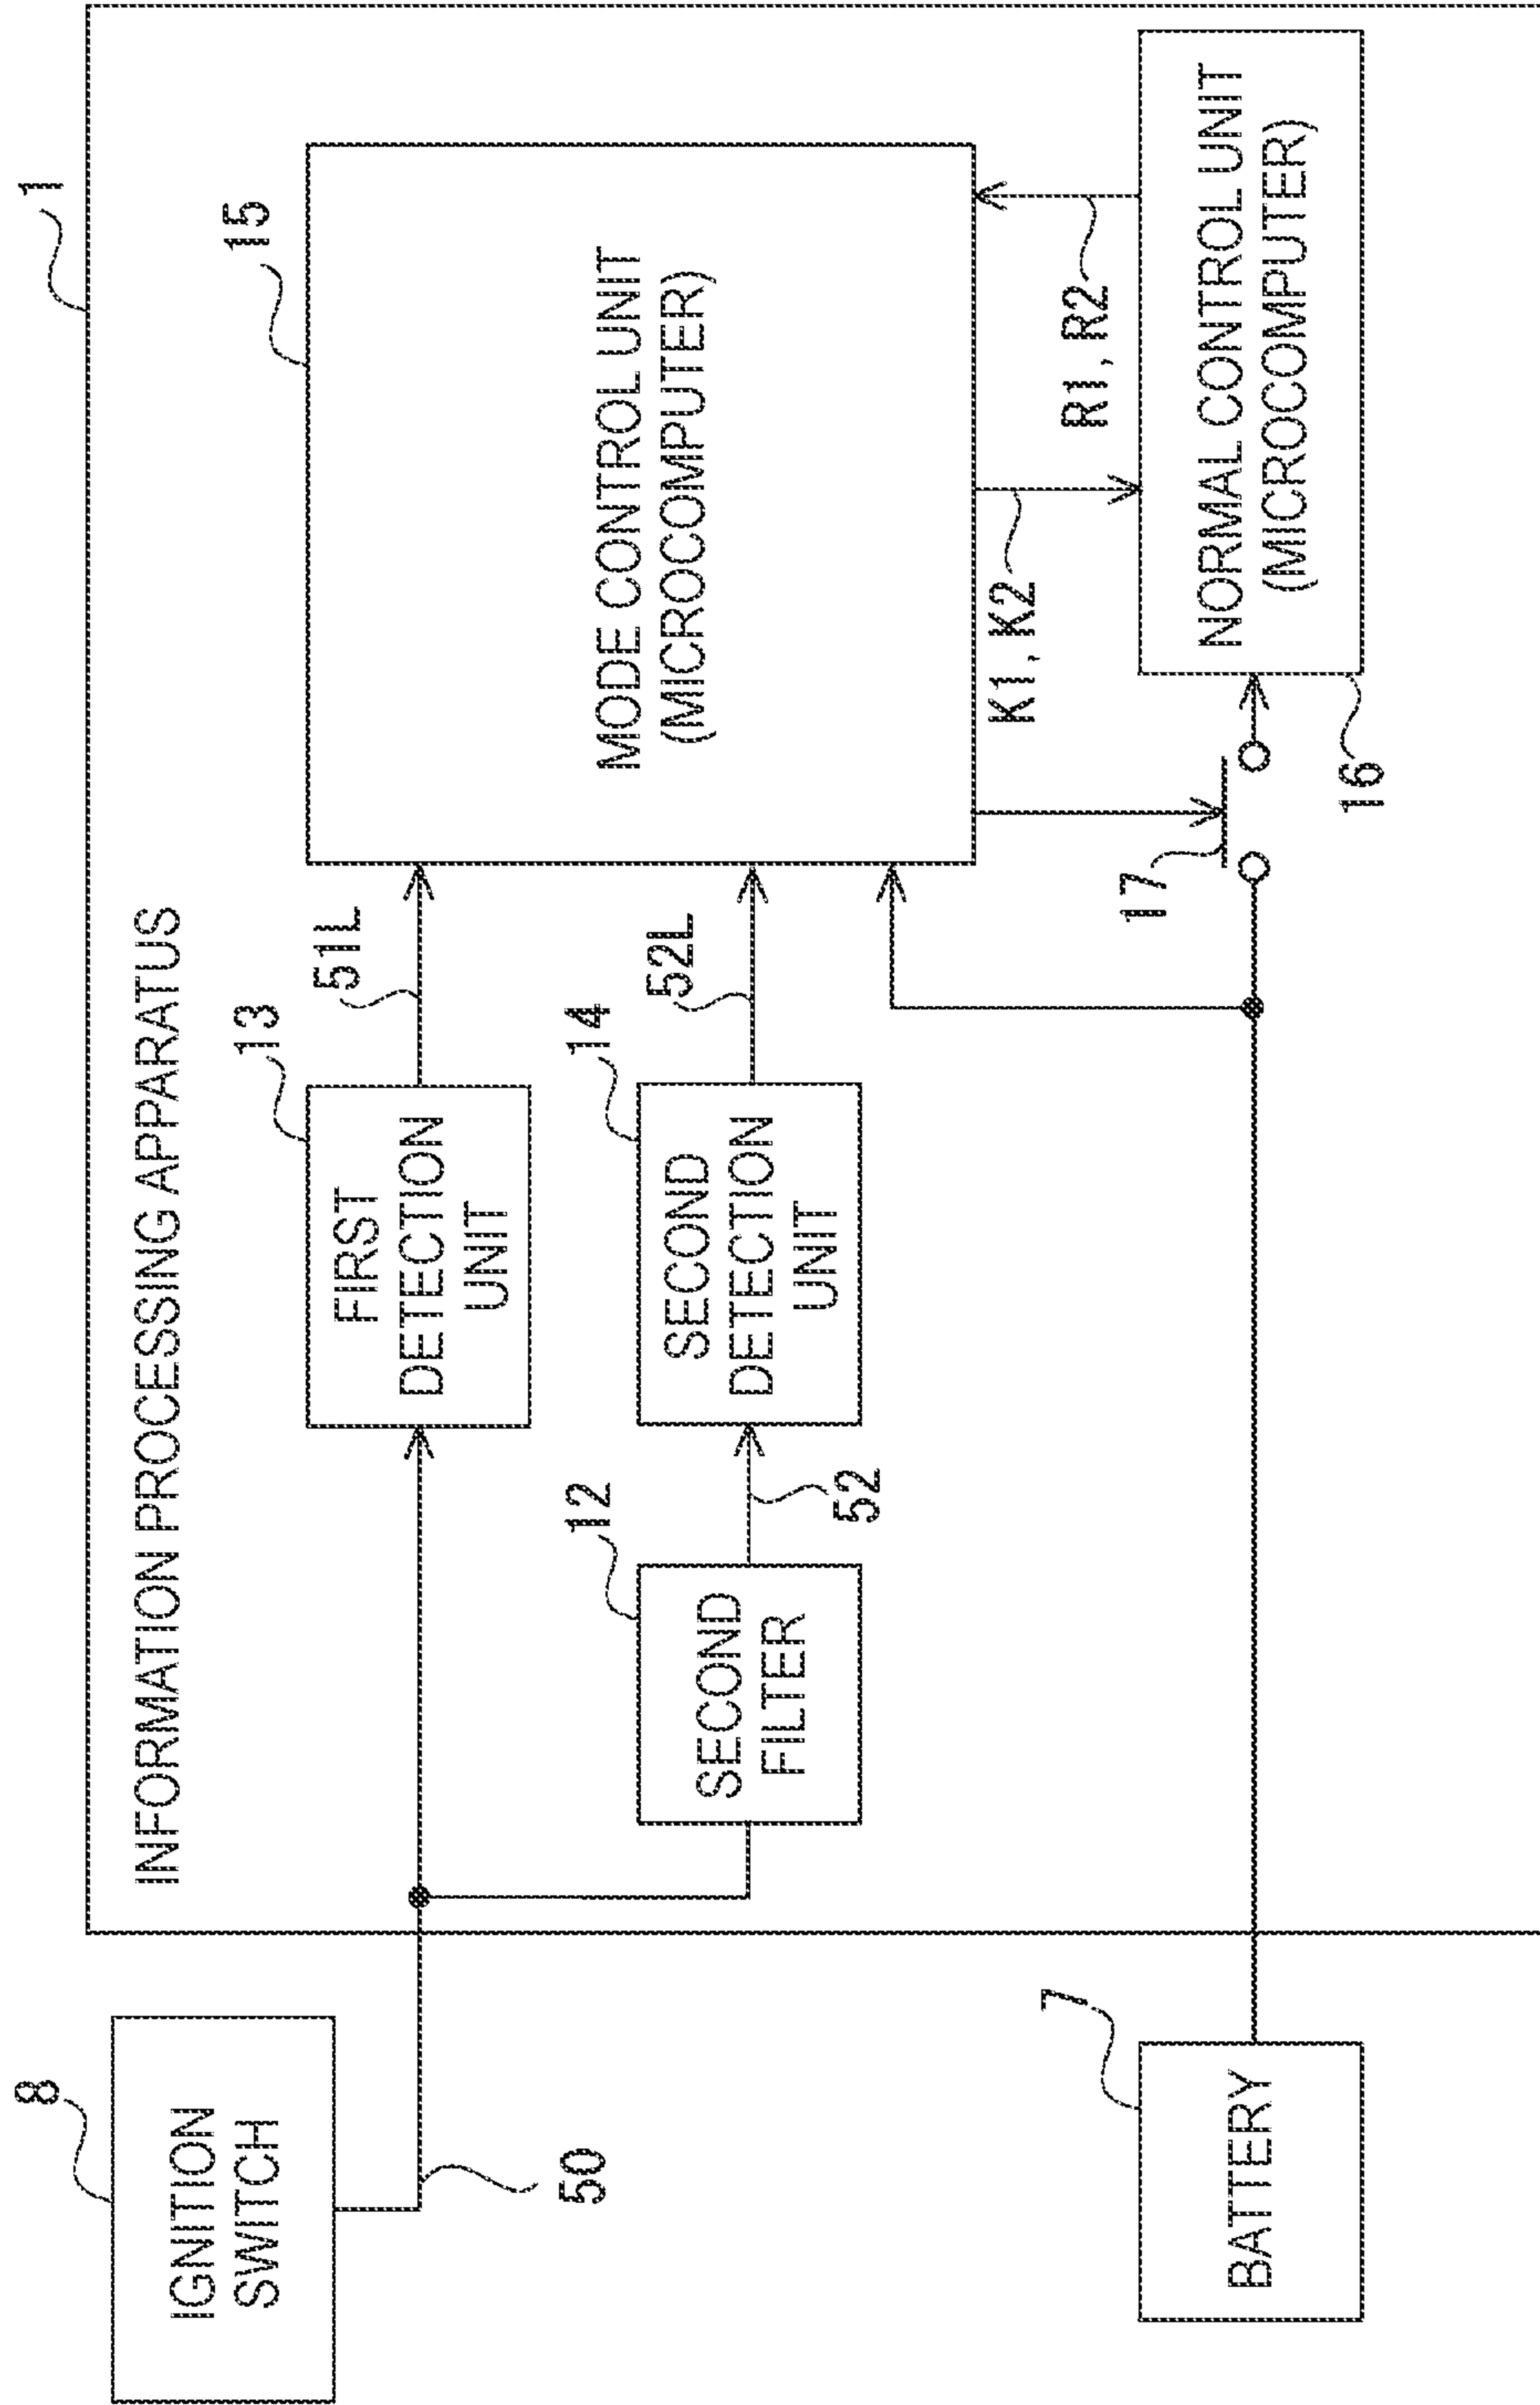 1
INFORMATION PROCESSING APPARATUS
8
IGNITION
SWITCH
50
13
FIRST
DETECTION
UNIT
51L
15
MODE CONTROL UNIT
(MICROCOMPUTER)
12
SECOND
FILTER
52
14
SECOND
DETECTION
UNIT
52L
K1, K2
R1, R2
7
BATTERY
17
16
NORMAL CONTROL UNIT
(MICROCOMPUTER)